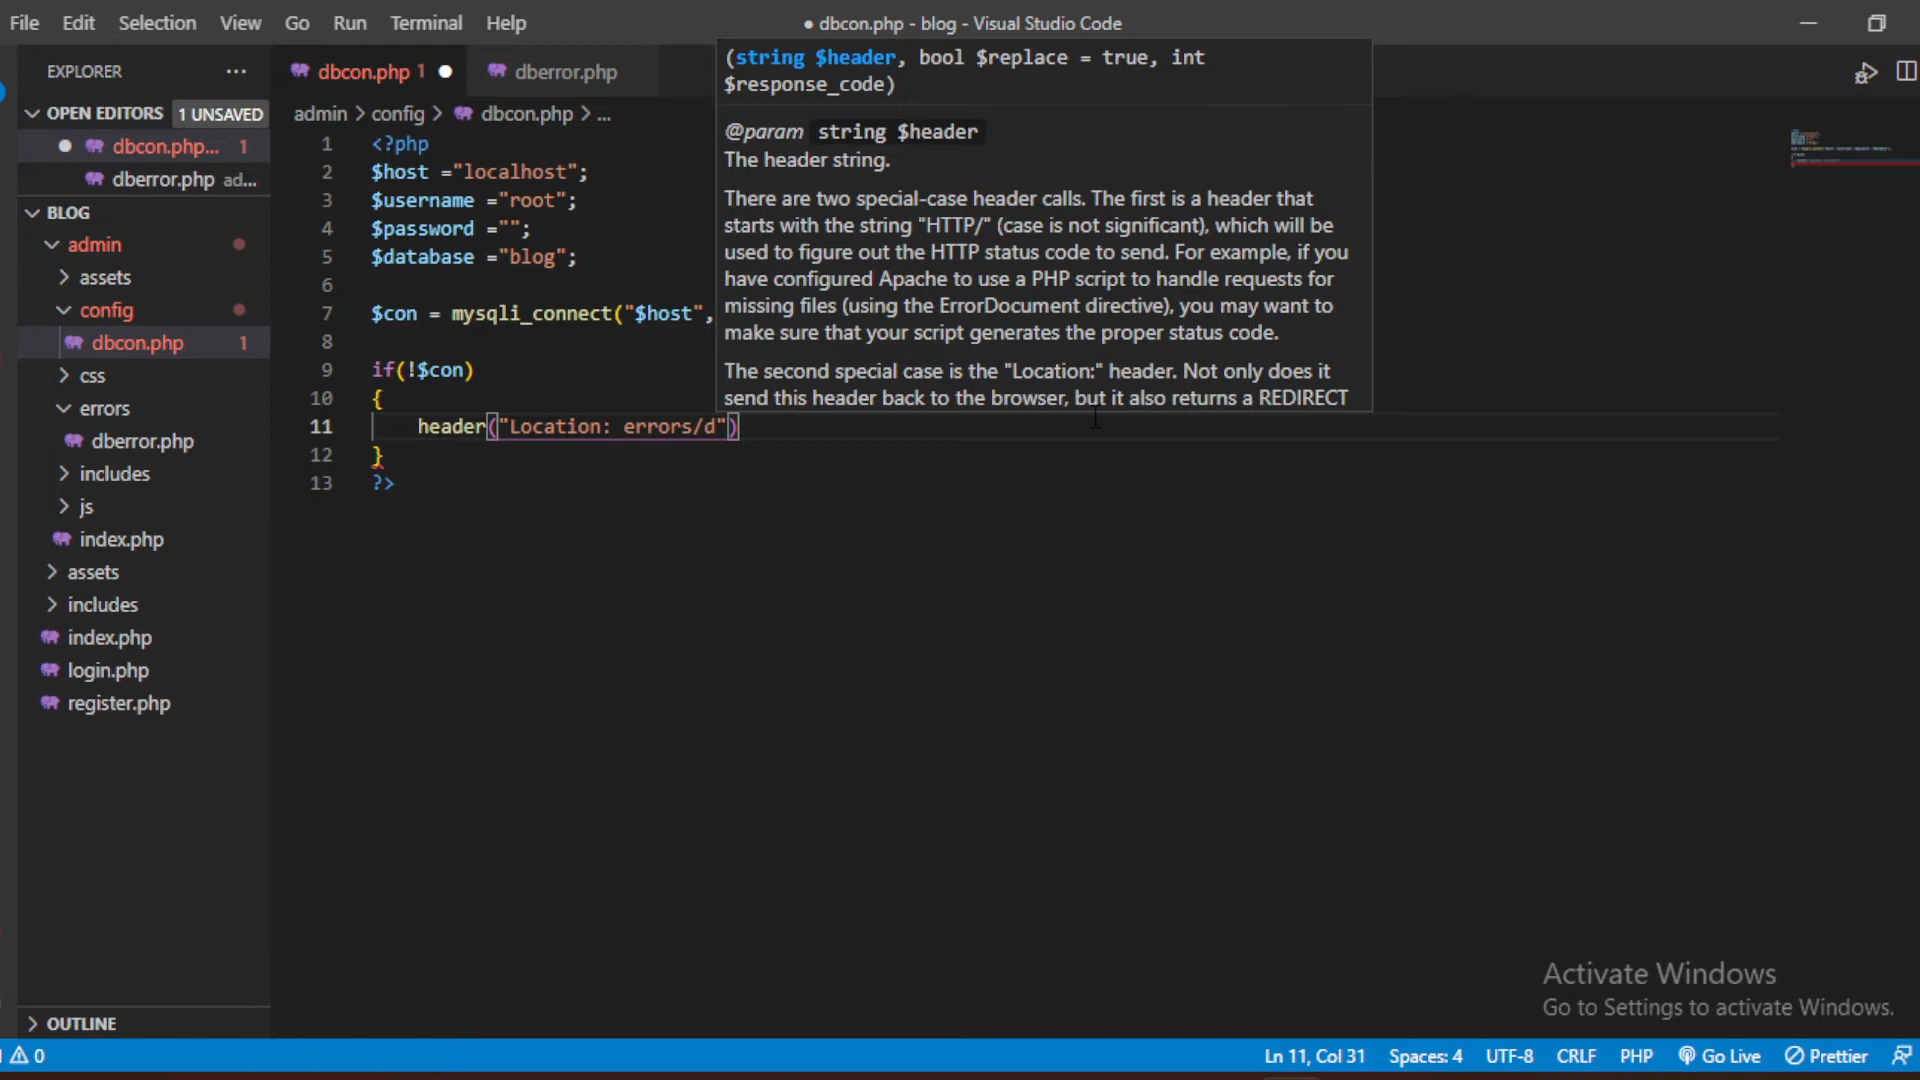 File Edit Selection View Go Run Terminal Help
● dbcon.php - blog - Visual Studio Code
EXPLORER ···
OPEN EDITORS 1 UNSAVED
dbcon.php... 1
dberror.php ad...
BLOG
admin
assets
config
dbcon.php 1
css
errors
dberror.php
includes
js
index.php
assets
includes
index.php
login.php
register.php
OUTLINE
dbcon.php 1 ●
dberror.php
admin > config > dbcon.php > ...
1 <?php
2 $host ="localhost";
3 $username ="root";
4 $password ="";
5 $database ="blog";
6
7 $con = mysqli_connect("$host",
8
9 if(!$con)
10 {
11 header("Location: errors/d")
12 }
13 ?>
(string $header, bool $replace = true, int
$response_code)
@param string $header
The header string.
There are two special-case header calls. The first is a header that
starts with the string "HTTP/" (case is not significant), which will be
used to figure out the HTTP status code to send. For example, if you
have configured Apache to use a PHP script to handle requests for
missing files (using the ErrorDocument directive), you may want to
make sure that your script generates the proper status code.
The second special case is the "Location:" header. Not only does it
send this header back to the browser, but it also returns a REDIRECT
Activate Windows
Go to Settings to activate Windows.
0
Ln 11, Col 31 Spaces: 4 UTF-8 CRLF PHP Go Live Prettier